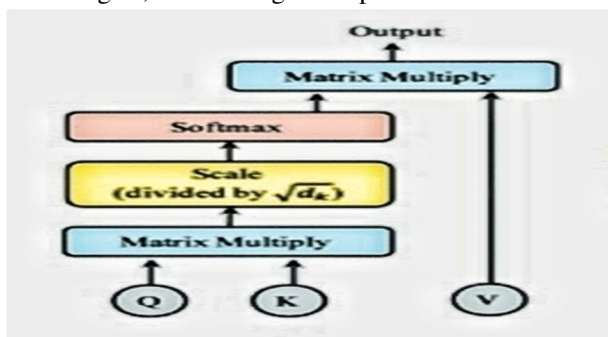 Output
Matrix Multiply
Softmax
Scale
(divided by √dₖ)
Matrix Multiply
Q K V